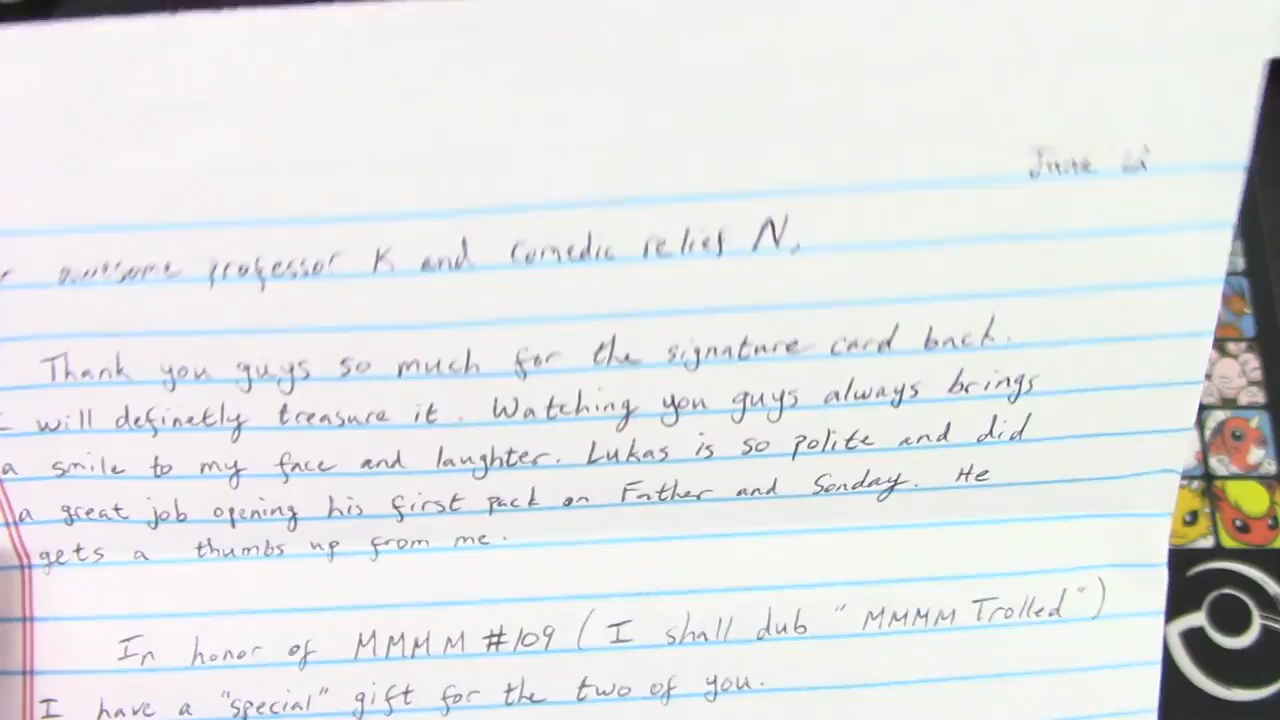 June
awesome professor K and comedic relief N,
Thank you guys so much for the signature card back.
I will definetly treasure it. Watching you guys always brings
a smile to my face and laughter. Lukas is so polite and did
a great job opening his first pack on Father and Sonday. He
gets a thumbs up from me.
In honor of MMMM #109 (I shall dub "MMMM Trolled")
I have a "special" gift for the two of you.